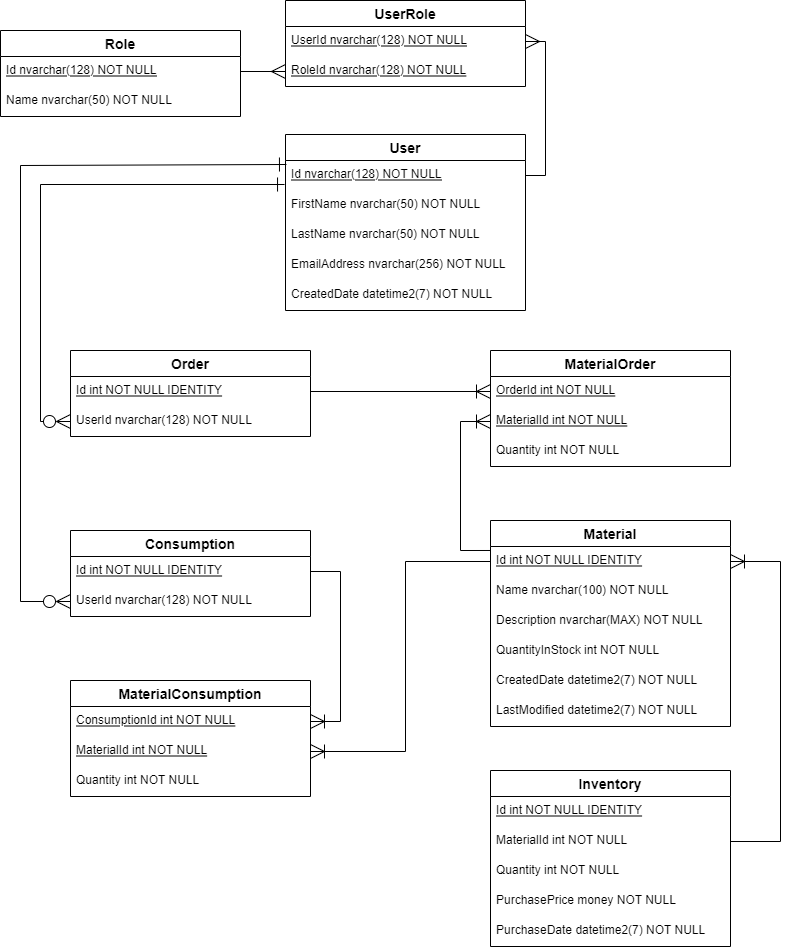 UserRole
UserId nvarchar(128) NOT NULL
RoleId nvarchar(128) NOT NULL
Role
Id nvarchar(128) NOT NULL
Name nvarchar(50) NOT NULL
User
Id nvarchar(128) NOT NULL
FirstName nvarchar(50) NOT NULL
LastName nvarchar(50) NOT NULL
EmailAddress nvarchar(256) NOT NULL
CreatedDate datetime2(7) NOT NULL
Order
Id int NOT NULL IDENTITY
UserId nvarchar(128) NOT NULL
MaterialOrder
OrderId int NOT NULL
MaterialId int NOT NULL
Quantity int NOT NULL
Consumption
Id int NOT NULL IDENTITY
UserId nvarchar(128) NOT NULL
Material
Id int NOT NULL IDENTITY
Name nvarchar(100) NOT NULL
Description nvarchar(MAX) NOT NULL
QuantityInStock int NOT NULL
CreatedDate datetime2(7) NOT NULL
LastModified datetime2(7) NOT NULL
MaterialConsumption
ConsumptionId int NOT NULL
MaterialId int NOT NULL
Quantity int NOT NULL
Inventory
Id int NOT NULL IDENTITY
MaterialId int NOT NULL
Quantity int NOT NULL
PurchasePrice money NOT NULL
PurchaseDate datetime2(7) NOT NULL